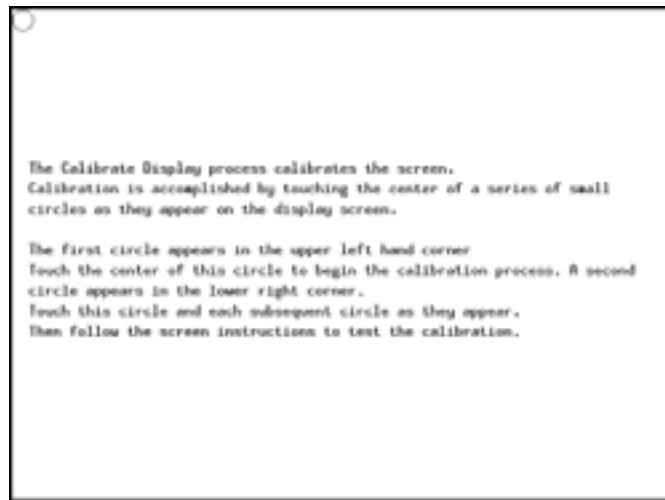 The Calibrate Display process calibrates the screen.
Calibration is accomplished by touching the center of a series of small
circles as they appear on the display screen.
The first circle appears in the upper left hand corner
Touch the center of this circle to begin the calibration process. A second
circle appears in the lower right corner.
Touch this circle and each subsequent circle as they appear.
Then follow the screen instructions to test the calibration.